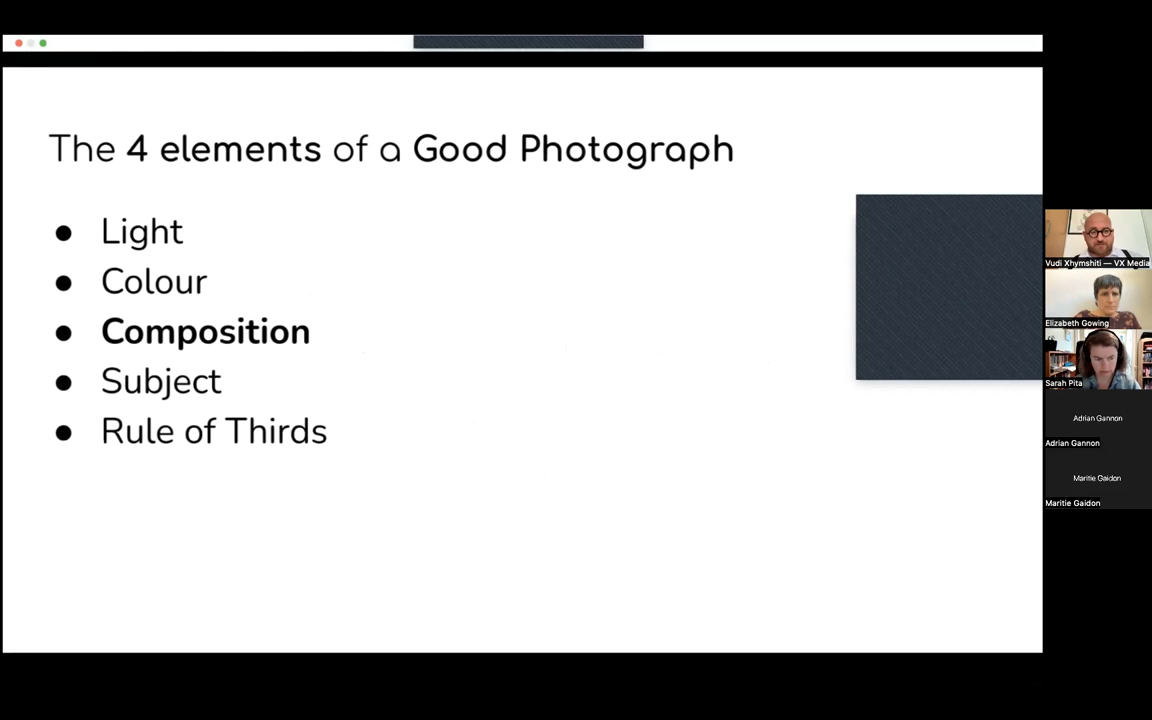 The 4 elements of a Good Photograph
● Light
● Colour
● Composition
● Subject
● Rule of Thirds
Vudi Xhymshiti — VX Media
Elizabeth Gowing
Sarah Pita
Adrian Gannon
Adrian Gannon
Maritie Gaidon
Maritie Gaidon